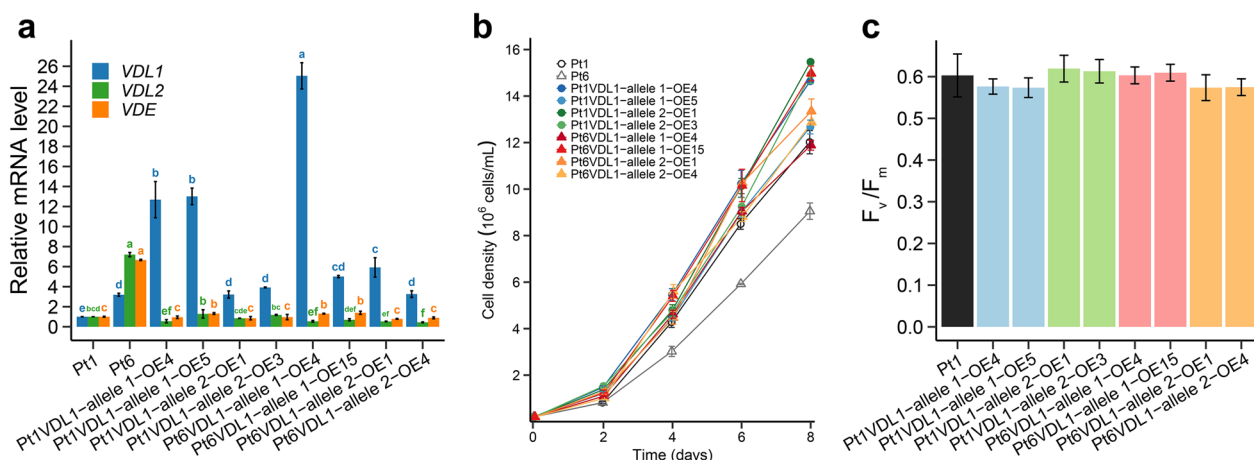 a
Relative mRNA level
VDL1
VDL2
VDE
26
24
22
20
18
16
14
12
10
8
6
4
2
0
e bcd c
d a a
b ef c
b b b
d cde c
d bc c
a ef b
cd def b
c ef c
d f c
Pt1
Pt6
Pt1VDL1-allele 1-OE4
Pt1VDL1-allele 1-OE5
Pt1VDL1-allele 2-OE1
Pt1VDL1-allele 2-OE3
Pt6VDL1-allele 1-OE4
Pt6VDL1-allele 1-OE15
Pt6VDL1-allele 2-OE1
Pt6VDL1-allele 2-OE4
b
Cell density (10⁶ cells/mL)
16
14
12
10
8
6
4
2
Pt1
Pt6
Pt1VDL1-allele 1-OE4
Pt1VDL1-allele 1-OE5
Pt1VDL1-allele 2-OE1
Pt1VDL1-allele 2-OE3
Pt6VDL1-allele 1-OE4
Pt6VDL1-allele 1-OE15
Pt6VDL1-allele 2-OE1
Pt6VDL1-allele 2-OE4
0 2 4 6 8
Time (days)
c
Fv/Fm
0.6
0.5
0.4
0.3
0.2
0.1
0.0
Pt1
Pt1VDL1-allele 1-OE4
Pt1VDL1-allele 1-OE5
Pt1VDL1-allele 2-OE1
Pt1VDL1-allele 2-OE3
Pt6VDL1-allele 1-OE4
Pt6VDL1-allele 1-OE15
Pt6VDL1-allele 2-OE1
Pt6VDL1-allele 2-OE4